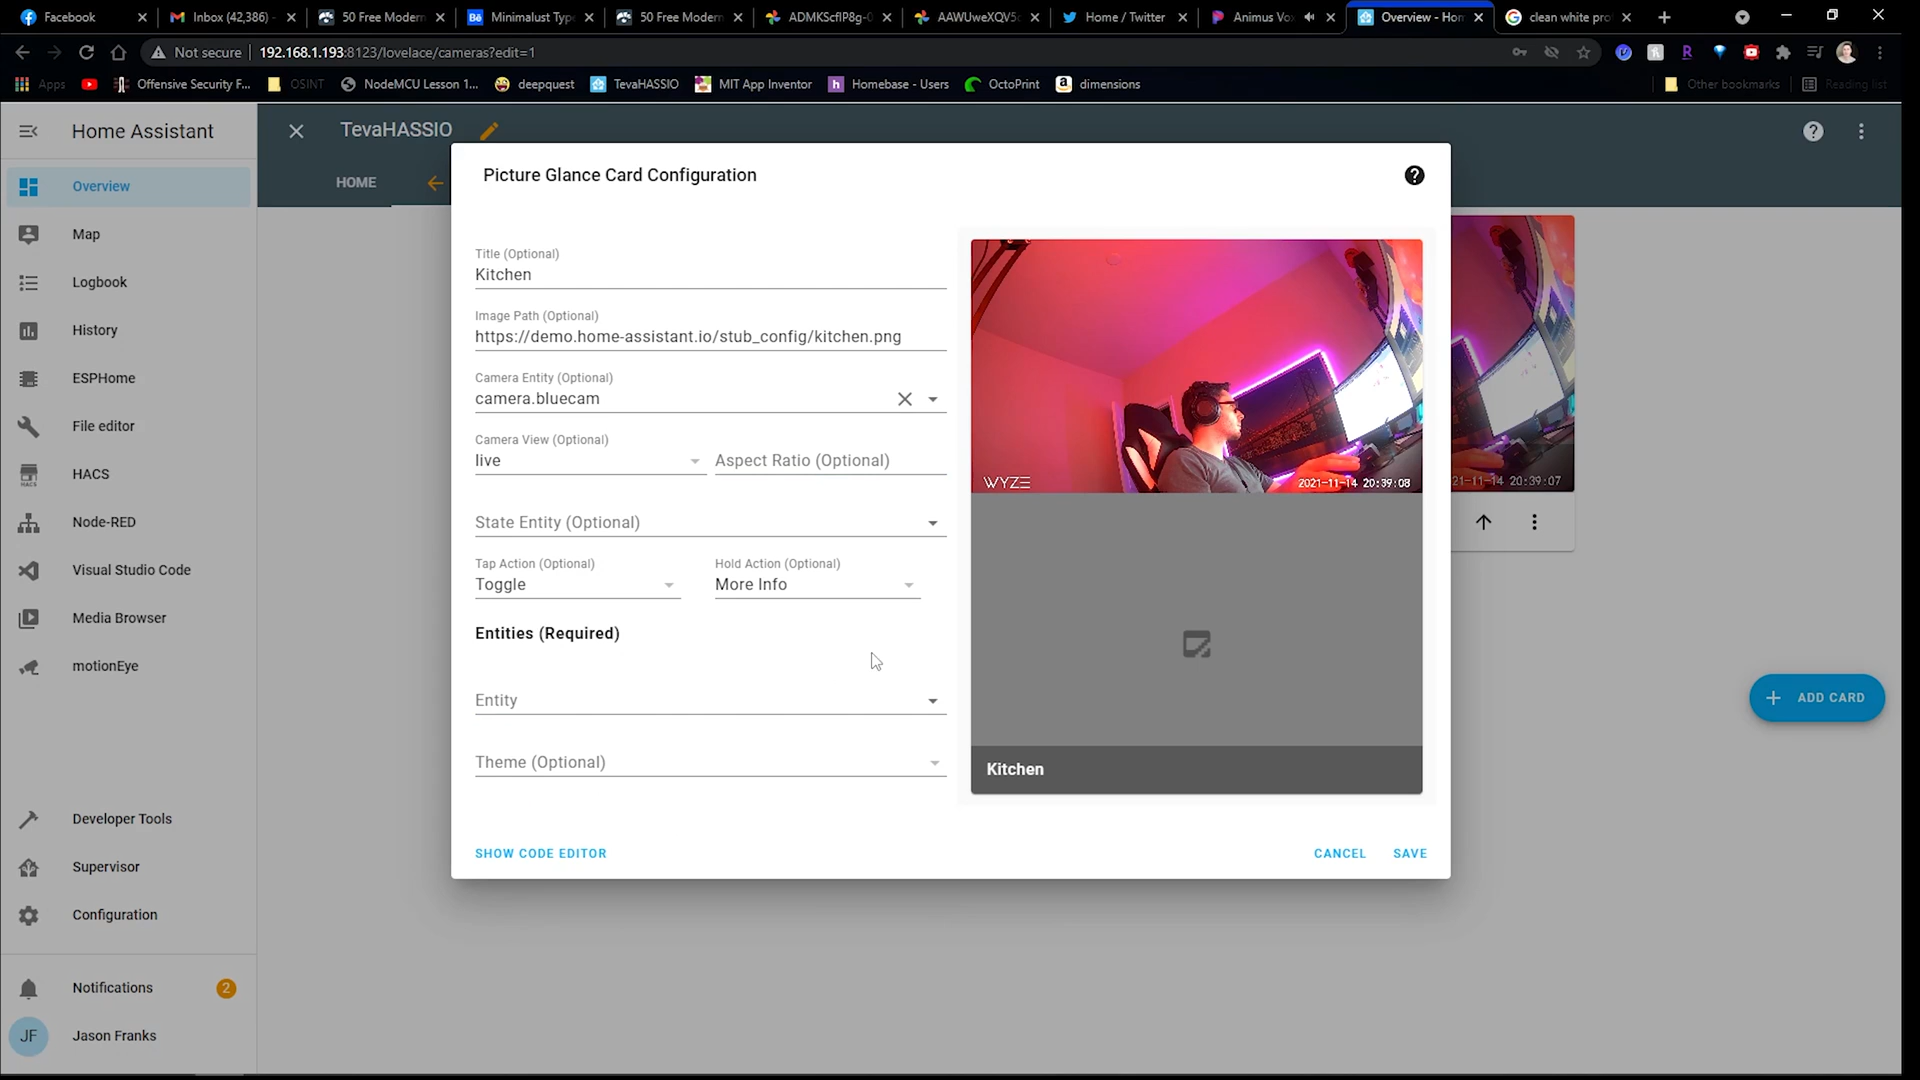 Facebook
Inbox (42,386) -
50 Free Modern
Minimalust Typ
50 Free Modern
ADMKScflP8g-0
AAWUweXQV5c
Home / Twitter
Animus Vox
Overview - Hom
clean white pro
Not secure 192.168.1.193:8123/lovelace/cameras?edit=1
Apps
Offensive Security F...
OSINT
NodeMCU Lesson 1...
deepquest
TevaHASSIO
MIT App Inventor
Homebase - Users
OctoPrint
dimensions
Other bookmarks
Reading list
Home Assistant
TevaHASSIO
HOME
Overview
Map
Logbook
History
ESPHome
File editor
HACS
Node-RED
Visual Studio Code
Media Browser
motionEye
Developer Tools
Supervisor
Configuration
Notifications 2
JF Jason Franks
Picture Glance Card Configuration
Title (Optional)
Kitchen
Image Path (Optional)
https://demo.home-assistant.io/stub_config/kitchen.png
Camera Entity (Optional)
camera.bluecam
Camera View (Optional)
live
Aspect Ratio (Optional)
State Entity (Optional)
Tap Action (Optional)
Toggle
Hold Action (Optional)
More Info
Entities (Required)
Entity
Theme (Optional)
SHOW CODE EDITOR
CANCEL
SAVE
WYZE
2021-11-14 20:39:08
Kitchen
21-11-14 20:39:07
ADD CARD